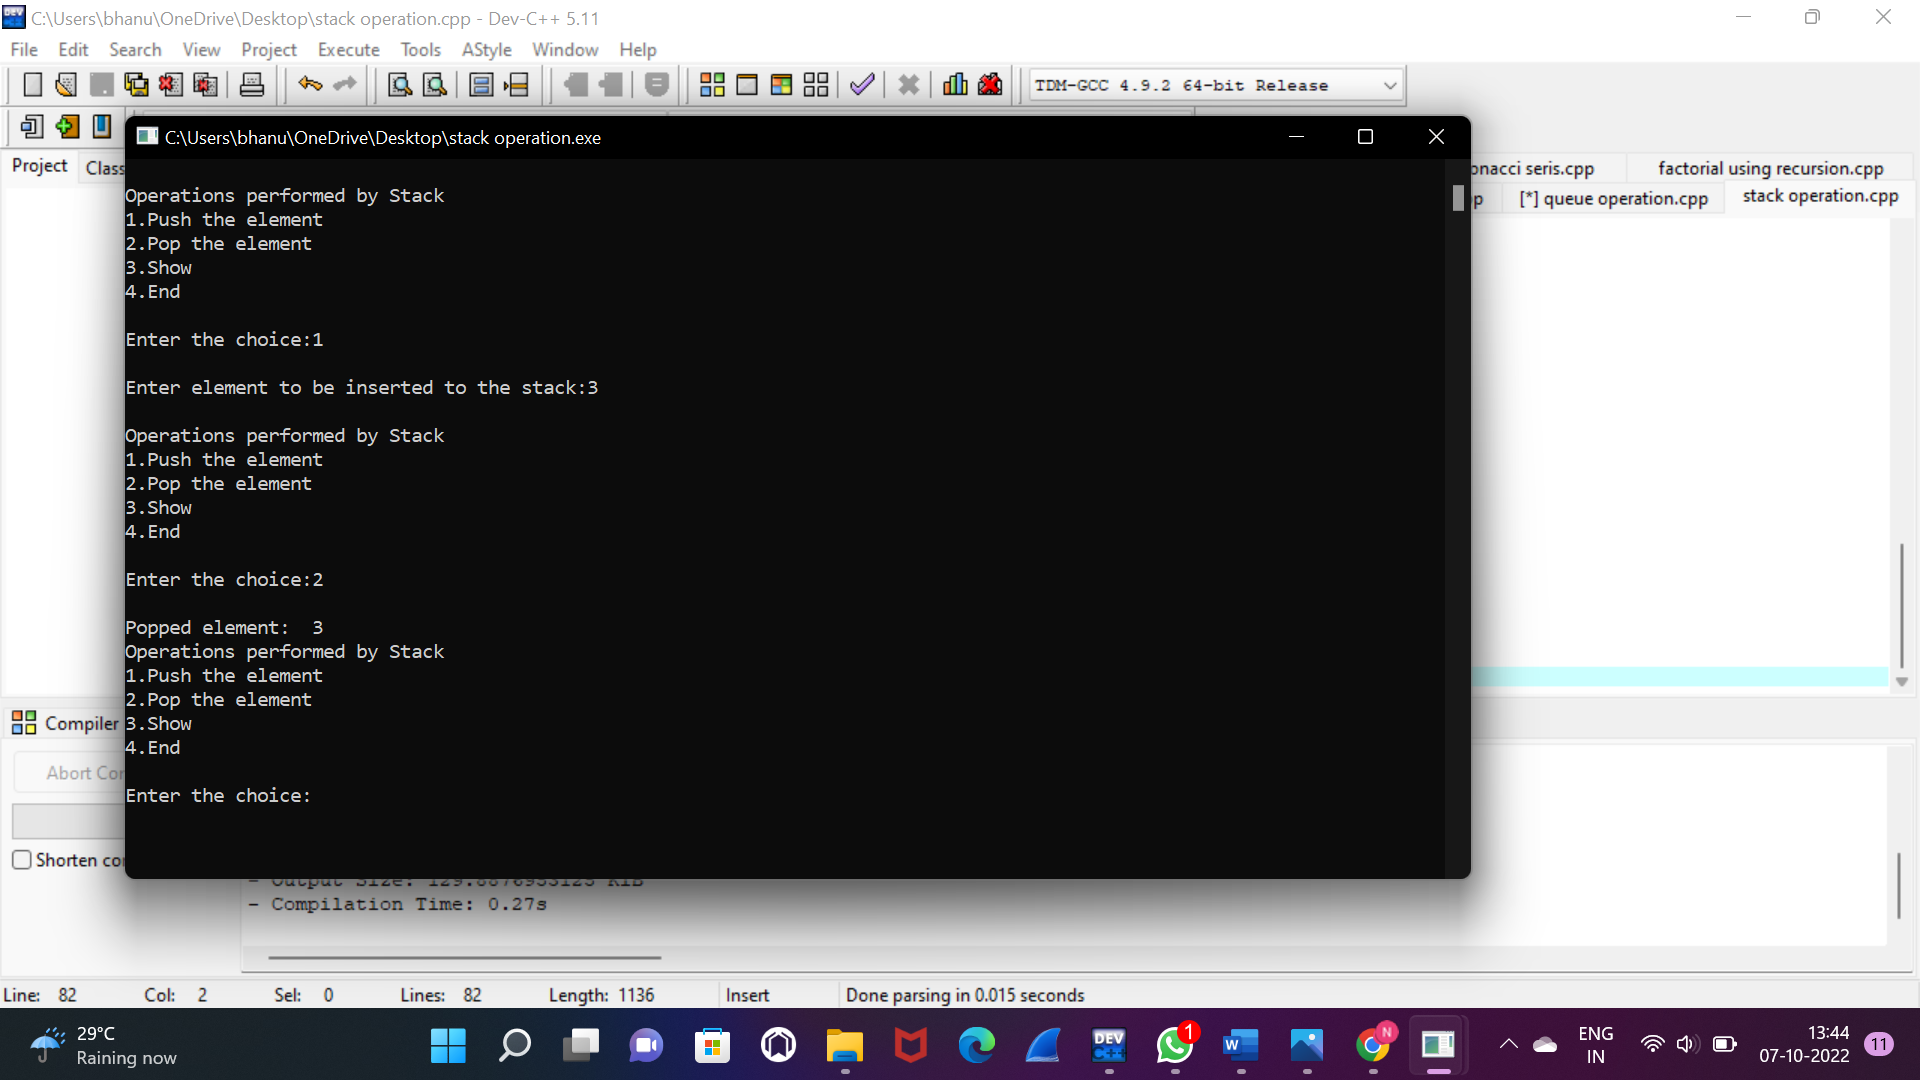 C:\Users\bhanu\OneDrive\Desktop\stack operation.cpp - Dev-C++ 5.11
File Edit Search View Project Execute Tools AStyle Window Help
TDM-GCC 4.9.2 64-bit Release
C:\Users\bhanu\OneDrive\Desktop\stack operation.exe
Project Class
onacci seris.cpp factorial using recursion.cpp
[*] queue operation.cpp stack operation.cpp
Operations performed by Stack
1.Push the element
2.Pop the element
3.Show
4.End
Enter the choice:1
Enter element to be inserted to the stack:3
Operations performed by Stack
1.Push the element
2.Pop the element
3.Show
4.End
Enter the choice:2
Popped element:  3
Operations performed by Stack
1.Push the element
2.Pop the element
3.Show
4.End
Enter the choice:
Compiler
Abort Co
Shorten co
- Output Size: 129.8876953125 KiB
- Compilation Time: 0.27s
Line: 82 Col: 2 Sel: 0 Lines: 82 Length: 1136 Insert Done parsing in 0.015 seconds
29°C
Raining now
DEV
C++
1
W
N
ENG
IN
13:44
07-10-2022
11